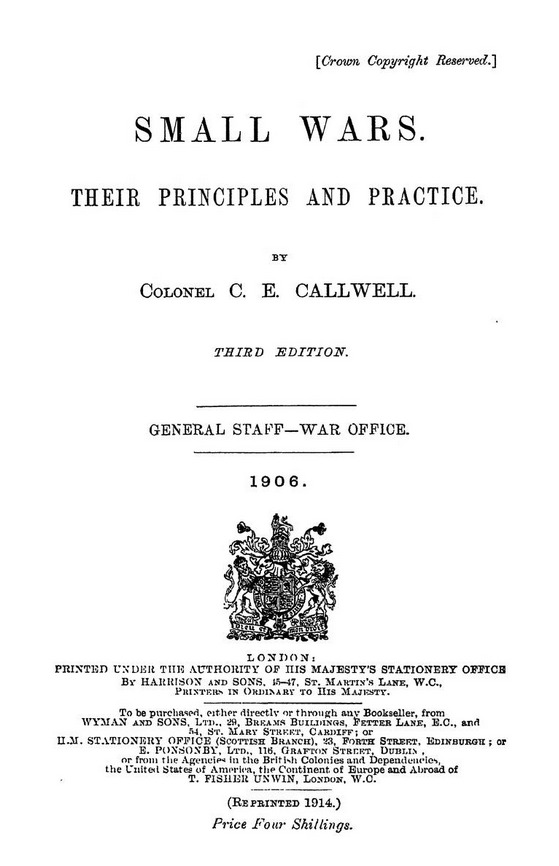 [Crown Copyright Reserved.]
SMALL WARS.
THEIR PRINCIPLES AND PRACTICE.
BY
COLONEL C. E. CALLWELL.
THIRD EDITION.
GENERAL STAFF—WAR OFFICE.
1906.
DIEU ET MON DROIT
LONDON:
PRINTED UNDER THE AUTHORITY OF HIS MAJESTY'S STATIONERY OFFICE
BY HARRISON AND SONS, 45-47, ST. MARTIN'S LANE, W.C.,
PRINTERS IN ORDINARY TO HIS MAJESTY.
To be purchased, either directly or through any Bookseller, from
WYMAN AND SONS, LTD., 29, BREAMS BUILDINGS, FETTER LANE, E.C., and
54, ST. MARY STREET, CARDIFF; or
H.M. STATIONERY OFFICE (SCOTTISH BRANCH), 23, FORTH STREET, EDINBURGH; or
E. PONSONBY, LTD., 116, GRAFTON STREET, DUBLIN,
or from the Agencies in the British Colonies and Dependencies,
the United States of America, the Continent of Europe and Abroad of
T. FISHER UNWIN, LONDON, W.C.
(REPRINTED 1914.)
Price Four Shillings.